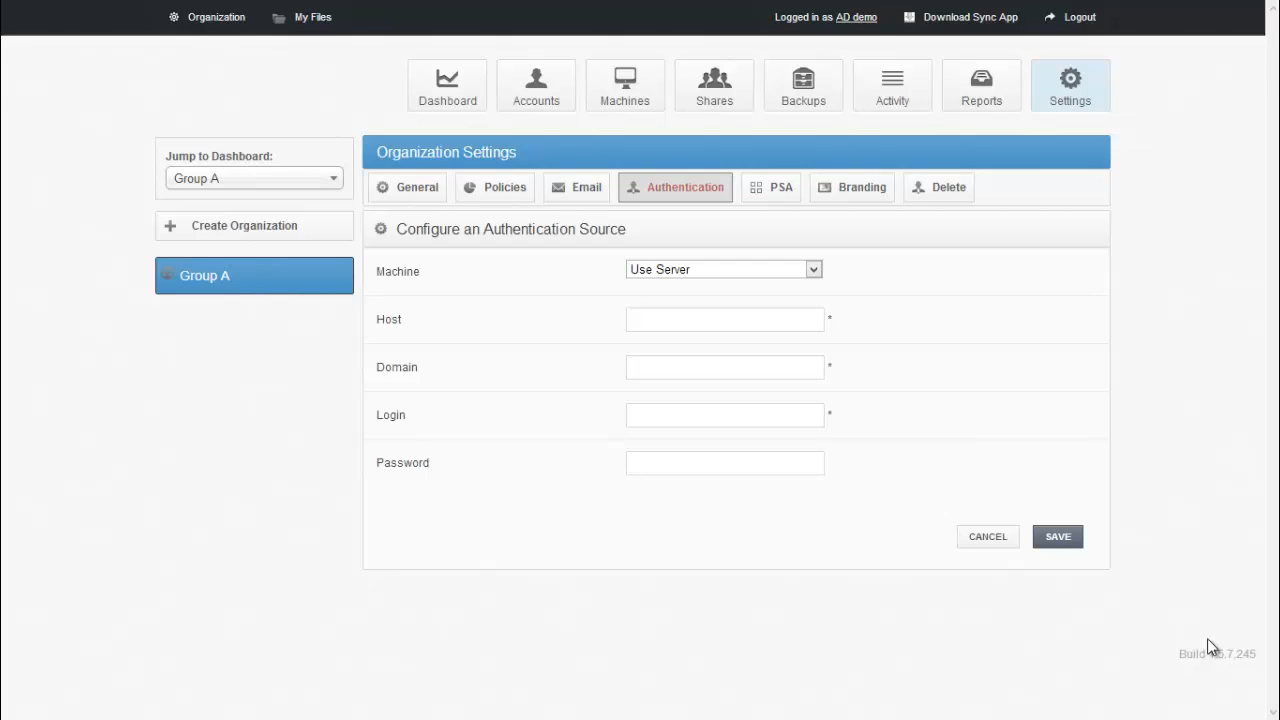 Organization My Files Logged in as AD demo Download Sync App Logout
Dashboard Accounts Machines Shares Backups Activity Reports Settings
Jump to Dashboard:
Group A
Create Organization
Group A
Organization Settings
General Policies Email Authentication PSA Branding Delete
Configure an Authentication Source
Machine Use Server
Host *
Domain *
Login *
Password
CANCEL SAVE
Build